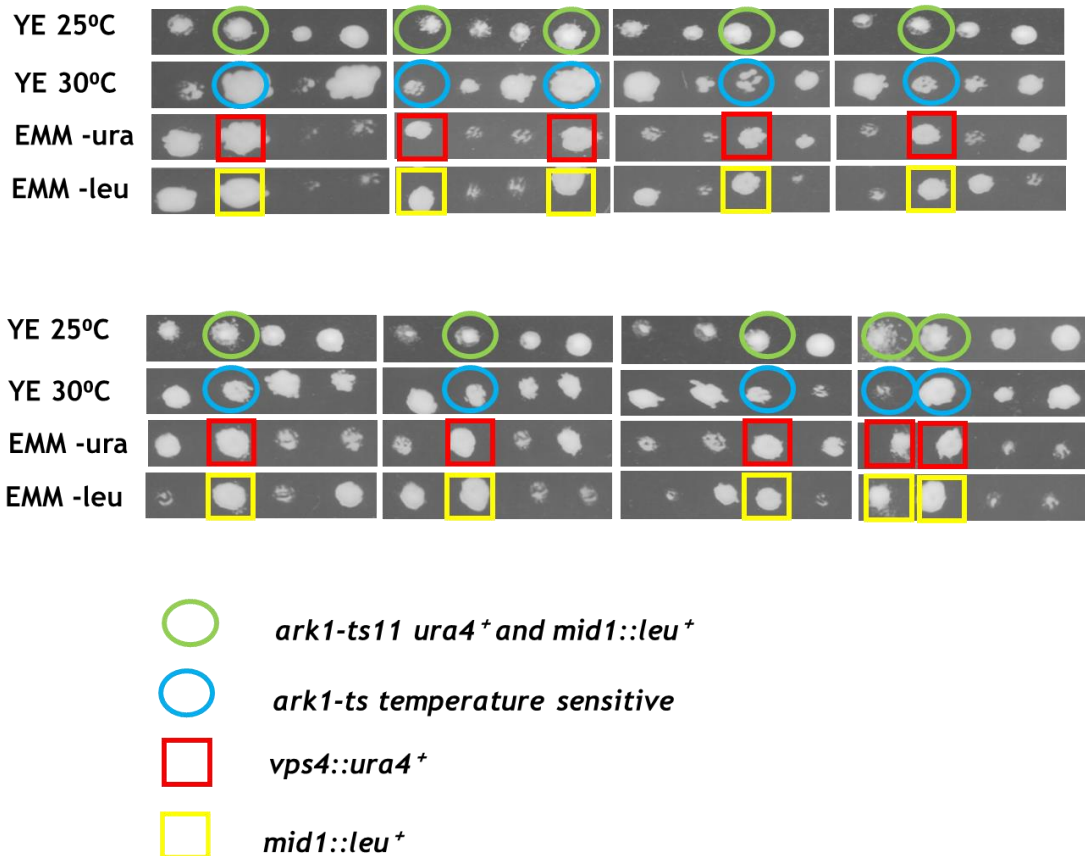 YE 25ºC
YE 30ºC
EMM -ura
EMM -leu
YE 25ºC
YE 30ºC
EMM -ura
EMM -leu
ark1-ts11 ura4⁺ and mid1::leu⁺
ark1-ts temperature sensitive
vps4::ura4⁺
mid1::leu⁺